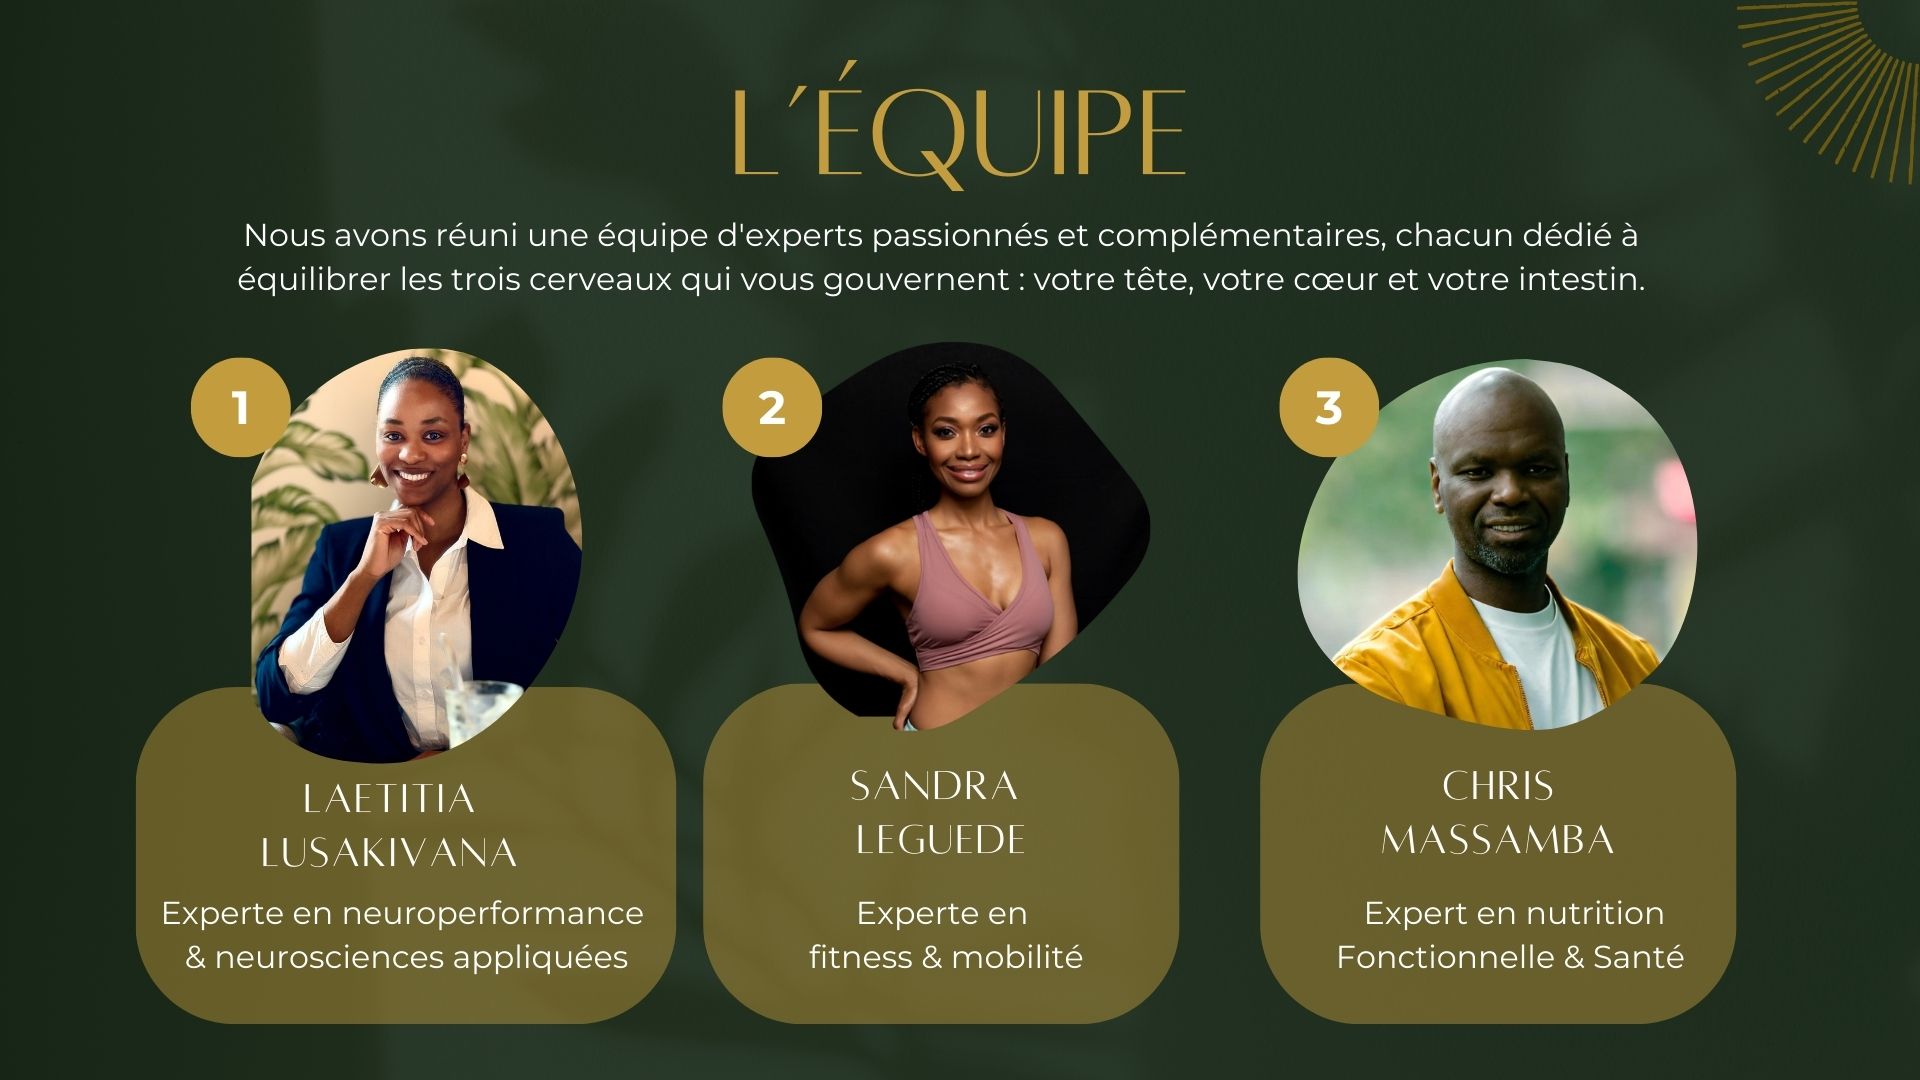 L'ÉQUIPE
Nous avons réuni une équipe d'experts passionnés et complémentaires, chacun dédié à
équilibrer les trois cerveaux qui vous gouvernent : votre tête, votre cœur et votre intestin.
1
LAETITIA
LUSAKIVANA
Experte en neuroperformance
& neurosciences appliquées
2
SANDRA
LEGUEDE
Experte en
fitness & mobilité
3
CHRIS
MASSAMBA
Expert en nutrition
Fonctionnelle & Santé